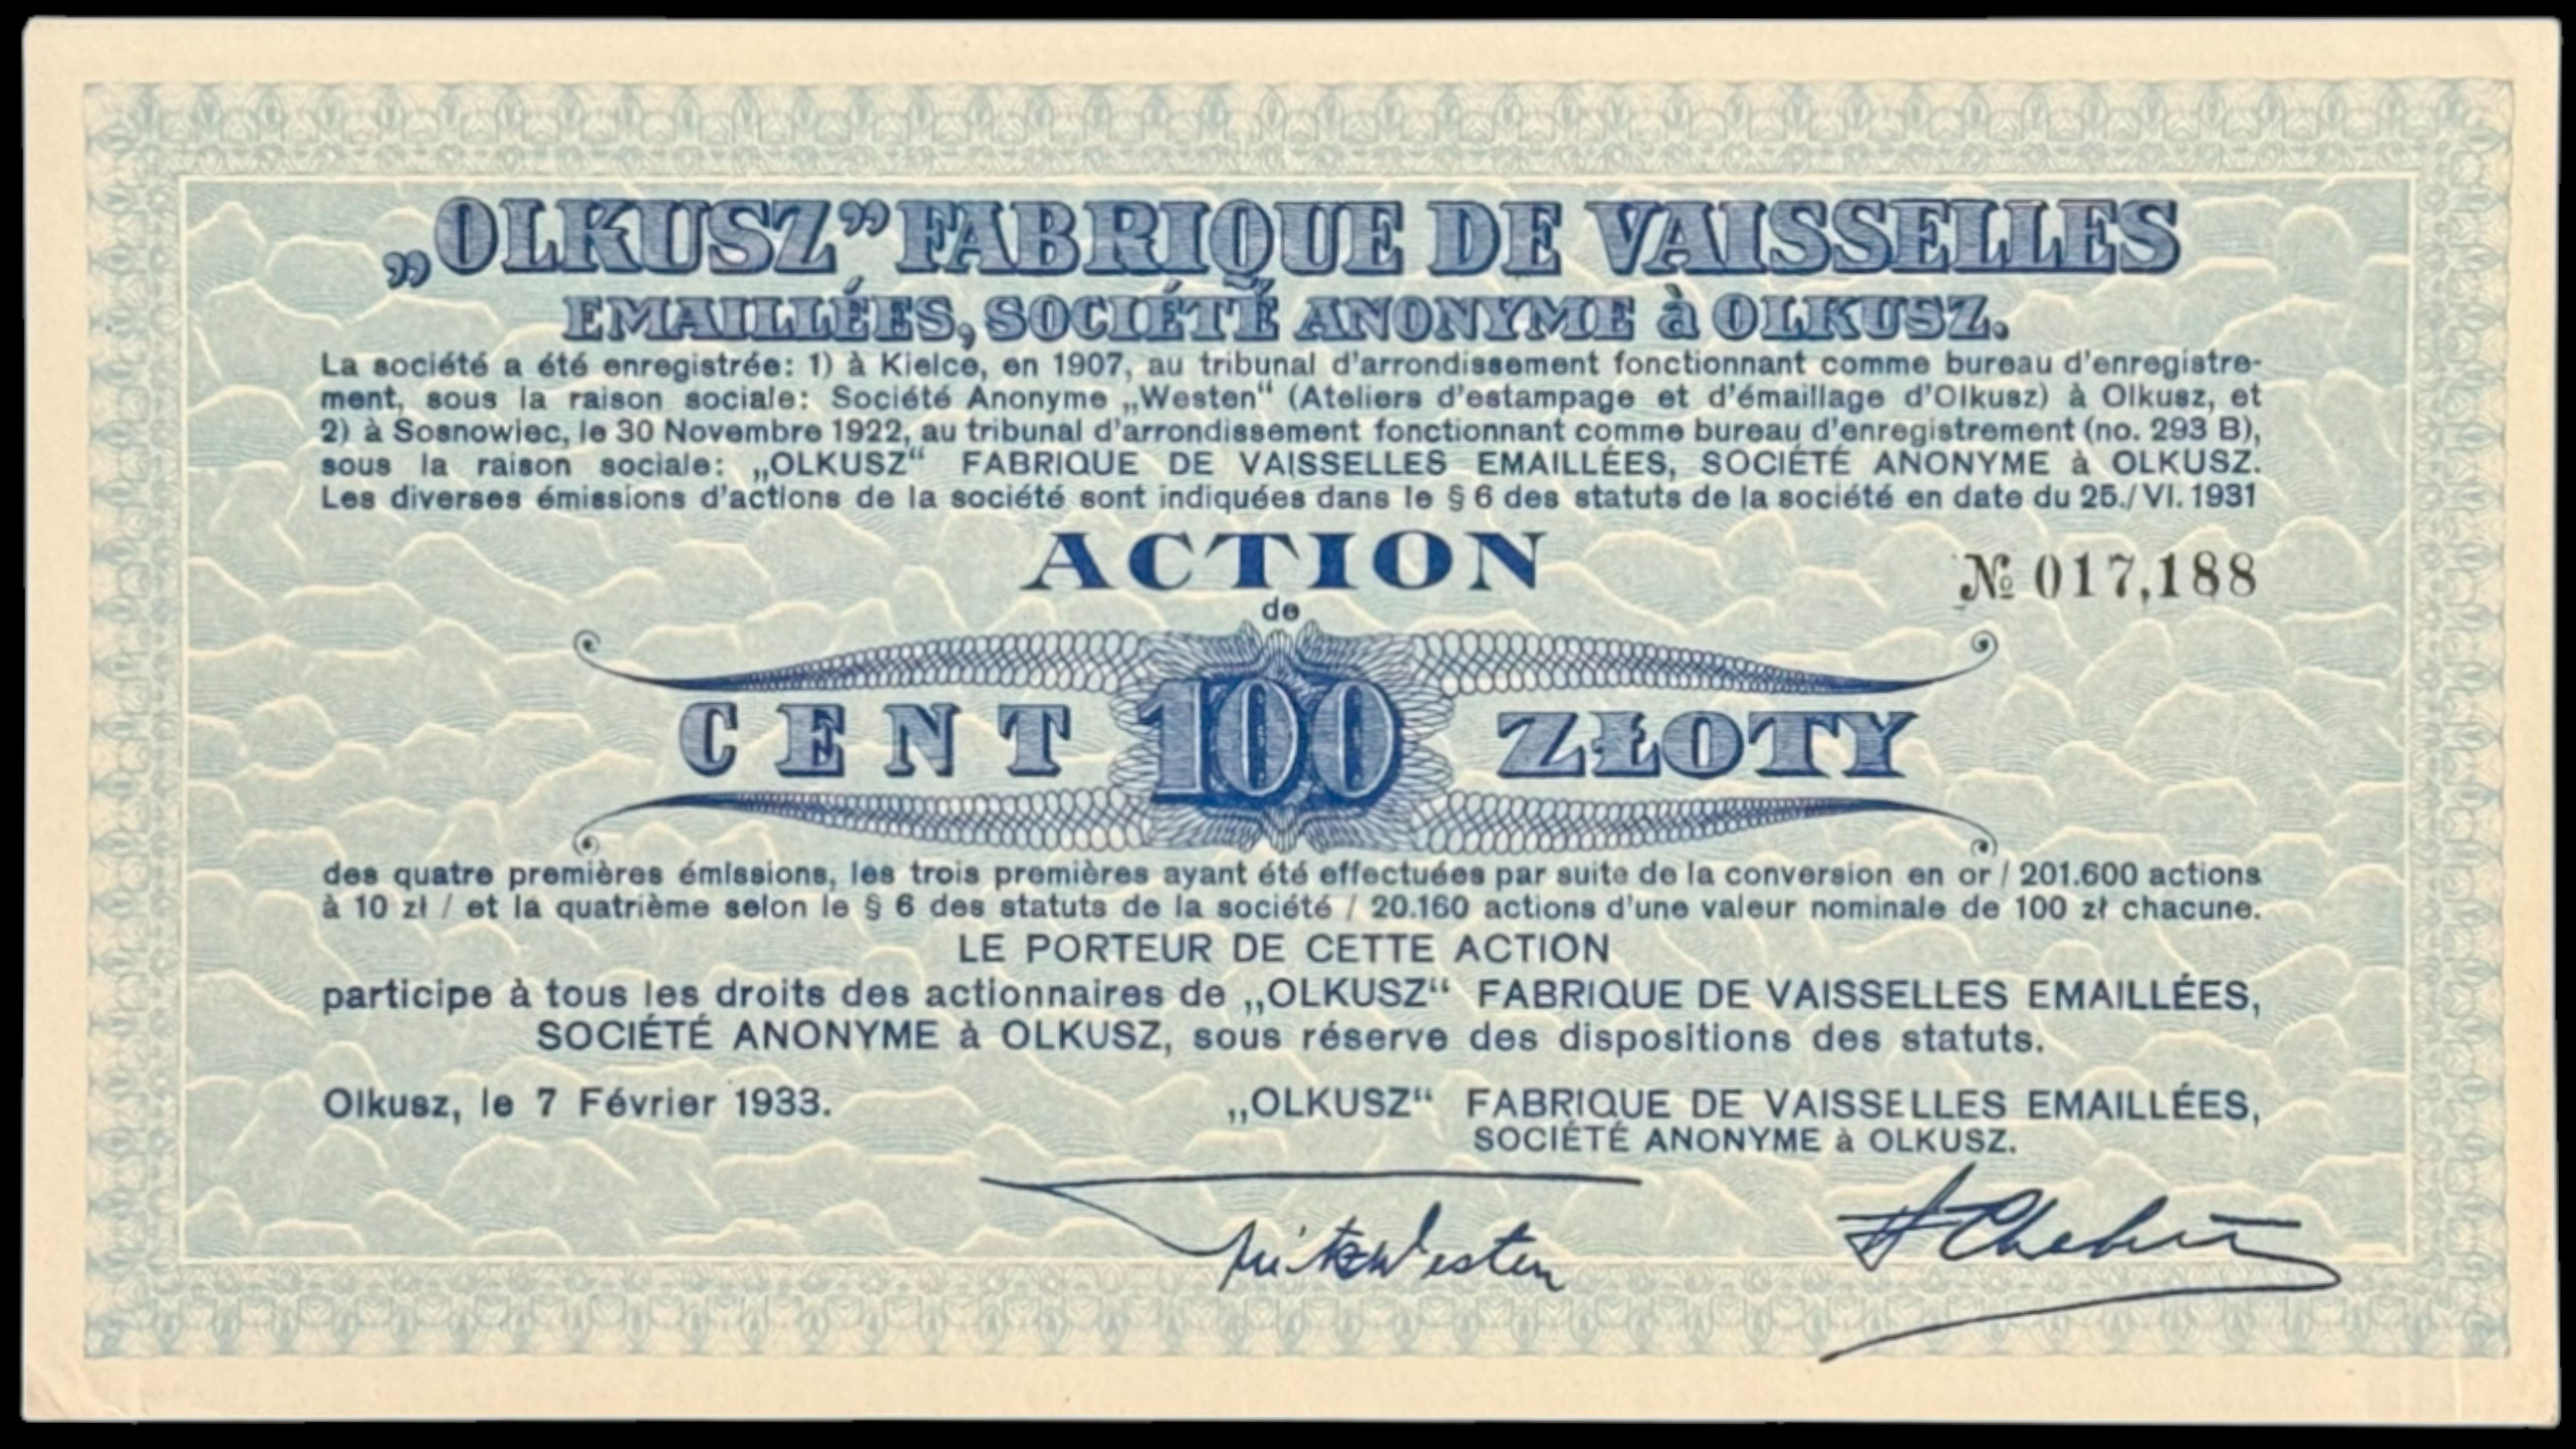 „OLKUSZ” FABRIQUE DE VAISSELLES
EMAILLÉES, SOCIÉTÉ ANONYME à OLKUSZ.
La société a été enregistrée: 1) à Kielce, en 1907, au tribunal d'arrondissement fonctionnant comme bureau d'enregistre-
ment, sous la raison sociale: Société Anonyme „Westen“ (Ateliers d'estampage et d'émaillage d'Olkusz) à Olkusz, et
2) à Sosnowiec, le 30 Novembre 1922, au tribunal d'arrondissement fonctionnant comme bureau d'enregistrement (no. 293 B),
sous la raison sociale: „OLKUSZ“ FABRIQUE DE VAISSELLES EMAILLÉES, SOCIÉTÉ ANONYME à OLKUSZ.
Les diverses émissions d'actions de la société sont indiquées dans le § 6 des statuts de la société en date du 25./VI. 1931
ACTION
№ 017,188
de
CENT 100 ZŁOTY
des quatre premières émissions, les trois premières ayant été effectuées par suite de la conversion en or / 201.600 actions
à 10 zł / et la quatrième selon le § 6 des statuts de la société / 20.160 actions d'une valeur nominale de 100 zł chacune.
LE PORTEUR DE CETTE ACTION
participe à tous les droits des actionnaires de „OLKUSZ“ FABRIQUE DE VAISSELLES EMAILLÉES,
SOCIÉTÉ ANONYME à OLKUSZ, sous réserve des dispositions des statuts.
Olkusz, le 7 Février 1933.
„OLKUSZ“ FABRIQUE DE VAISSELLES EMAILLÉES,
SOCIÉTÉ ANONYME à OLKUSZ.
Westen